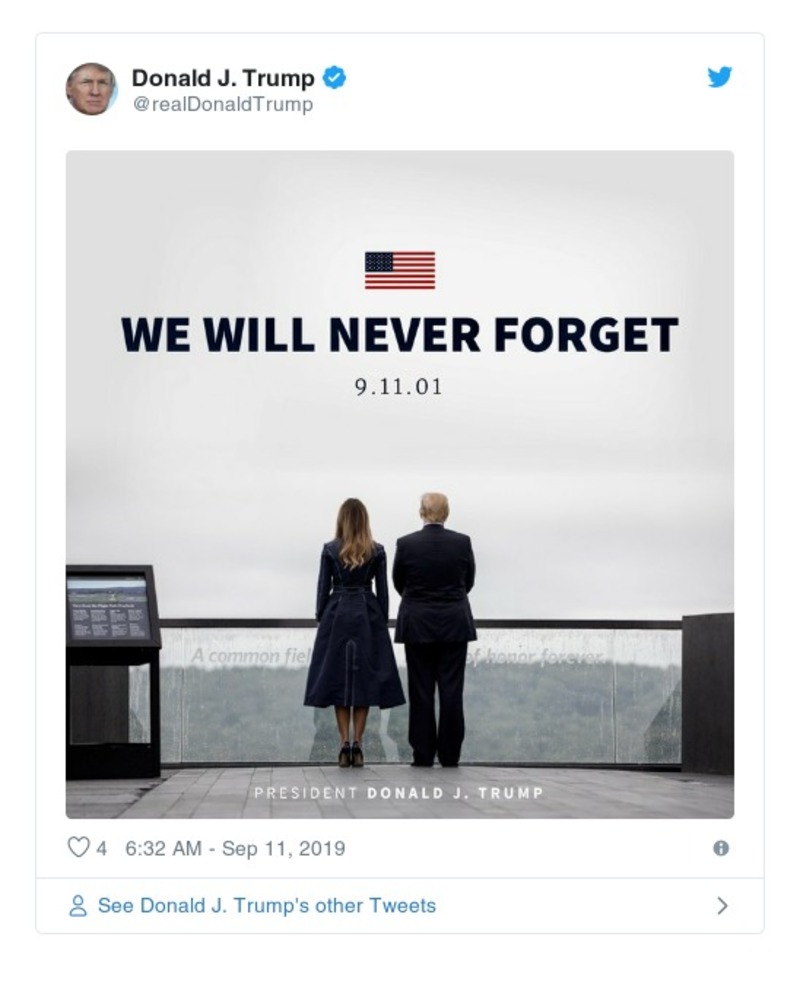 Donald J. Trump
@realDonaldTrump
WE WILL NEVER FORGET
9.11.01
A common fiel of honor forever.
PRESIDENT DONALD J. TRUMP
4 6:32 AM - Sep 11, 2019
See Donald J. Trump's other Tweets